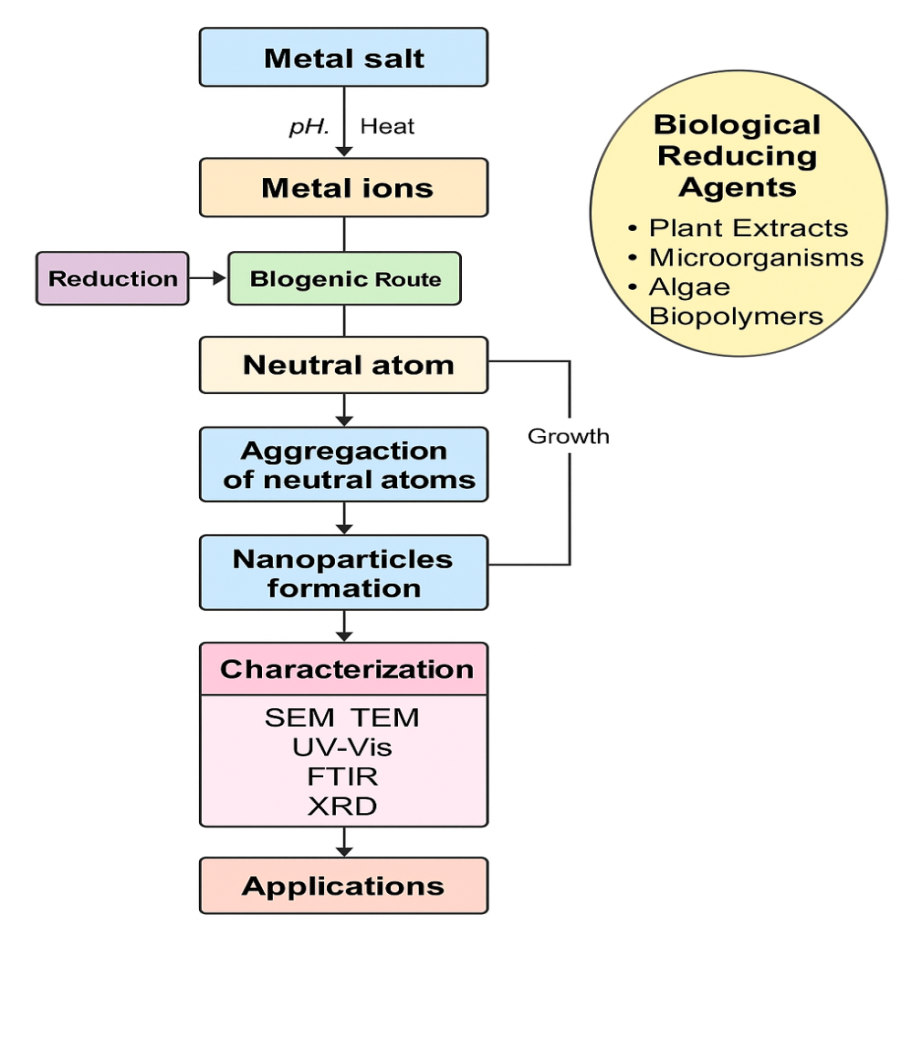 Metal salt
pH. Heat
Metal ions
Reduction
Blogenic Route
Neutral atom
Aggregaction
of neutral atoms
Growth
Nanoparticles
formation
Characterization
SEM TEM
UV-Vis
FTIR
XRD
Applications
Biological
Reducing
Agents
• Plant Extracts
• Microorganisms
• Algae
Biopolymers